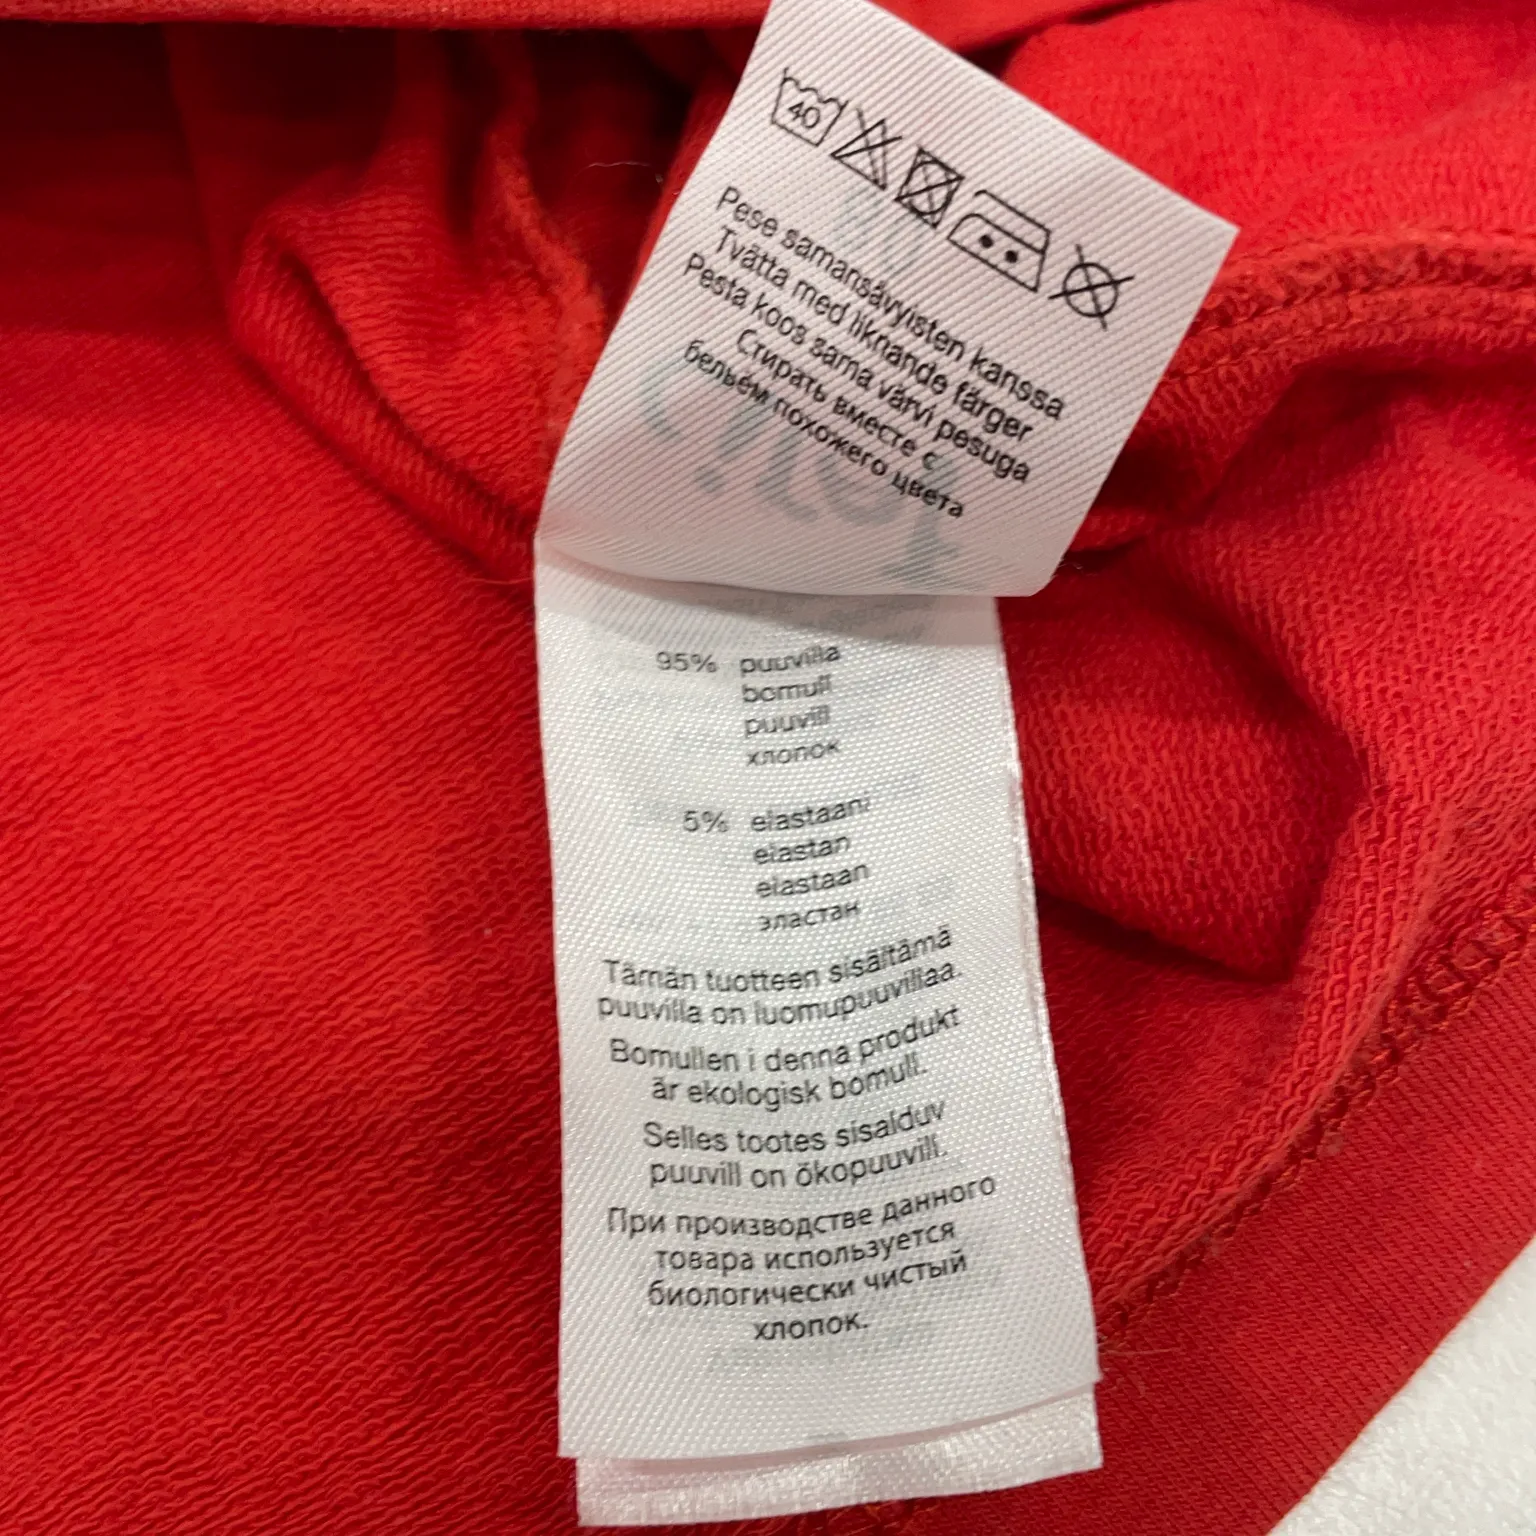 40
Pese samansävyisten kanssa
Tvätta med liknande färger
Pesta koos sama värvi pesuga
Стирать вместе с
бельём похожего цвета
95% puuvilla
bomull
puuvill
хлопок
5% elastaani
elastan
elastaan
эластан
Tämän tuotteen sisältämä
puuvilla on luomupuuvillaa.
Bomullen i denna produkt
är ekologisk bomull.
Selles tootes sisalduv
puuvill on ökopuuvill.
При производстве данного
товара используется
биологически чистый
хлопок.